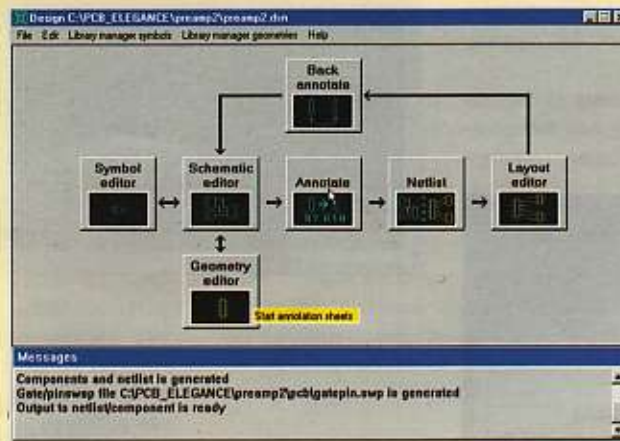 Design C:\PCB_ELEGANCE\preamp2\preamp2.dsn
File Edit Library manager symbols Library manager geometries Help
Back annotate
Symbol editor
Schematic editor
Annotate
Netlist
Layout editor
Geometry editor
Start annotation sheets
Messages
Components and netlist is generated
Gate/pinswap file C:\PCB_ELEGANCE\preamp2\pcb\gatepin.swp is generated
Output to netlist/component is ready